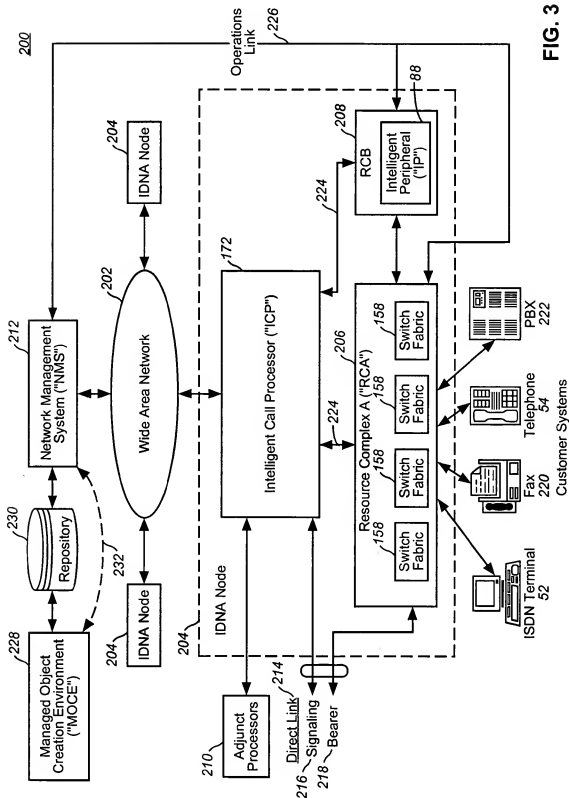 200
228
Managed Object
Creation Environment
("MOCE")
230
Repository
232
212
Network Management
System ("NMS")
Operations
Link
226
204
IDNA Node
202
Wide Area Network
204
IDNA Node
204
IDNA Node
210
Adjunct
Processors
172
Intelligent Call Processor ("ICP")
224
208
RCB
Intelligent
Peripheral
("IP")
88
Direct Link
214
216
Signaling
218
Bearer
224
206
Resource Complex A ("RCA")
158
Switch
Fabric
158
Switch
Fabric
158
Switch
Fabric
158
Switch
Fabric
ISDN Terminal
52
Fax
220
Telephone
54
PBX
222
Customer Systems
FIG. 3